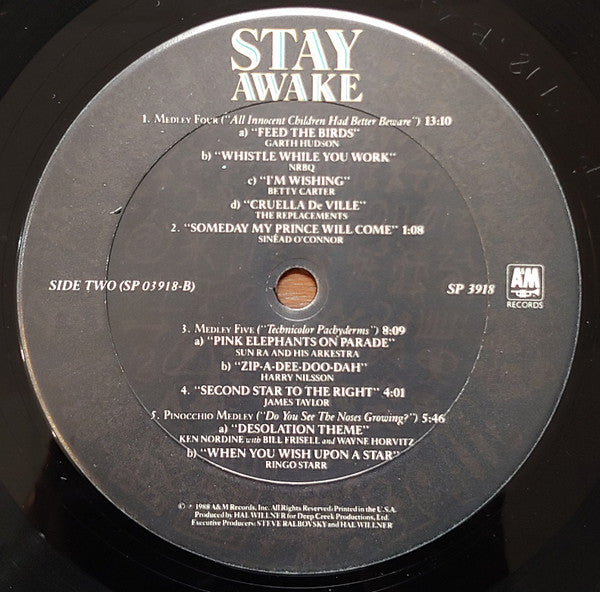 STAY
AWAKE
1. MEDLEY FOUR ("All Innocent Children Had Better Beware") 13:10
a) "FEED THE BIRDS"
GARTH HUDSON
b) "WHISTLE WHILE YOU WORK"
NRBQ
c) "I'M WISHING"
BETTY CARTER
d) "CRUELLA De VILLE"
THE REPLACEMENTS
2. "SOMEDAY MY PRINCE WILL COME" 1:08
SINÉAD O'CONNOR
SIDE TWO (SP 03918-B)
SP 3918
A&M
RECORDS
3. MEDLEY FIVE ("Technicolor Pachyderms") 8:09
a) "PINK ELEPHANTS ON PARADE"
SUN RA AND HIS ARKESTRA
b) "ZIP-A-DEE-DOO-DAH"
HARRY NILSSON
4. "SECOND STAR TO THE RIGHT" 4:01
JAMES TAYLOR
5. PINOCCHIO MEDLEY ("Do You See The Noses Growing?") 5:46
a) "DESOLATION THEME"
KEN NORDINE with BILL FRISELL and WAYNE HORVITZ
b) "WHEN YOU WISH UPON A STAR"
RINGO STARR
© ℗ 1988 A&M Records, Inc. All Rights Reserved. Printed in the U.S.A.
Produced by HAL WILLNER for Deep Creek Productions, Ltd.
Executive Producers: STEVE RALBOVSKY and HAL WILLNER